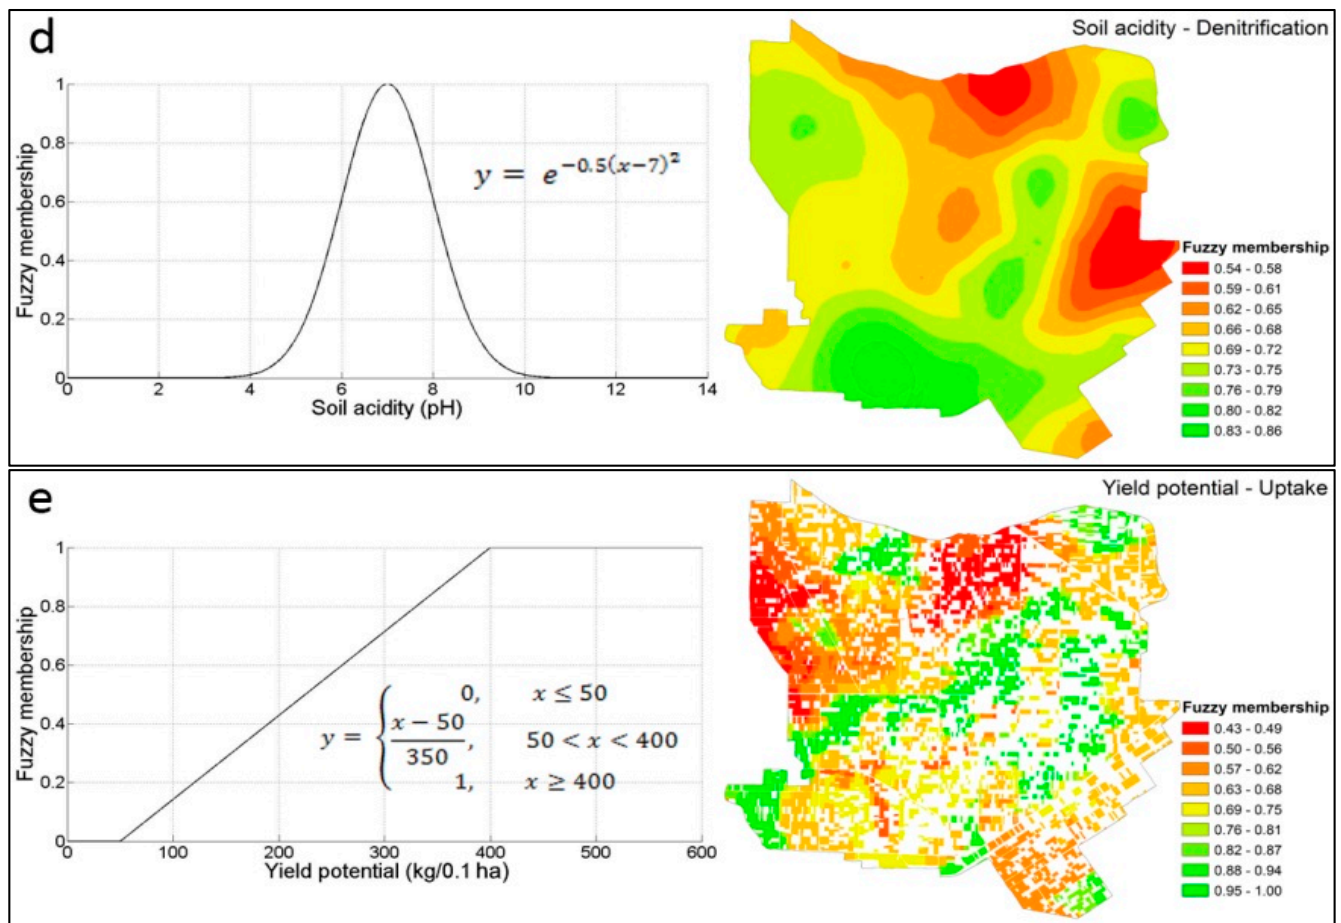 d
Soil acidity - Denitrification
Fuzzy membership
1
0.8
0.6
0.4
0.2
0
0 2 4 6 8 10 12 14
Soil acidity (pH)
y = e^{-0.5(x-7)^2}
Fuzzy membership
0.54 - 0.58
0.59 - 0.61
0.62 - 0.65
0.66 - 0.68
0.69 - 0.72
0.73 - 0.75
0.76 - 0.79
0.80 - 0.82
0.83 - 0.86
e
Yield potential - Uptake
Fuzzy membership
1
0.8
0.6
0.4
0.2
0
0 100 200 300 400 500 600
Yield potential (kg/0.1 ha)
0, x ≤ 50
y = { x − 50 / 350, 50 < x < 400
1, x ≥ 400
Fuzzy membership
0.43 - 0.49
0.50 - 0.56
0.57 - 0.62
0.63 - 0.68
0.69 - 0.75
0.76 - 0.81
0.82 - 0.87
0.88 - 0.94
0.95 - 1.00